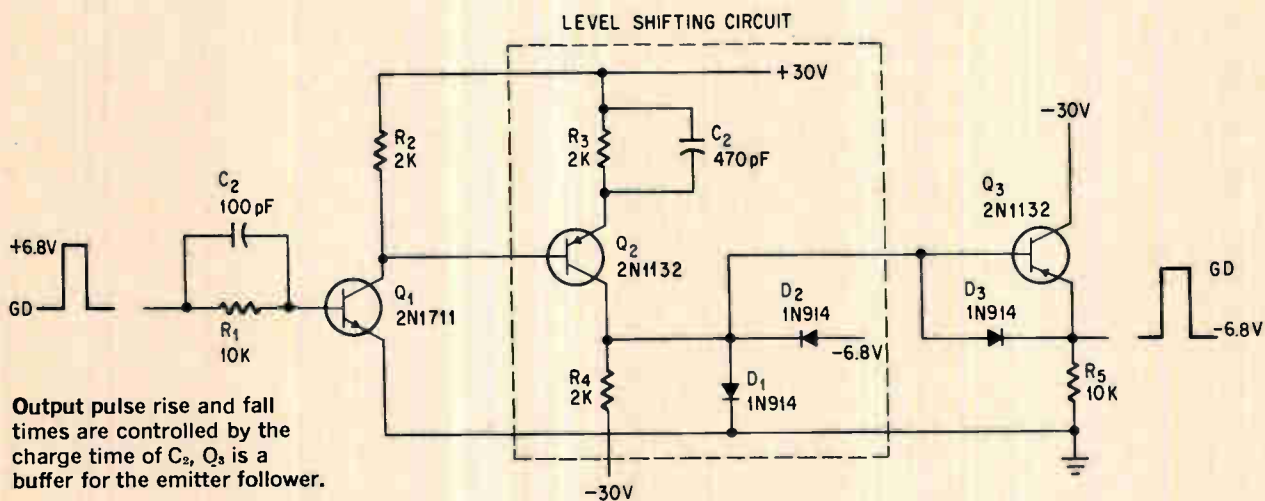 LEVEL SHIFTING CIRCUIT
+30V
R2
2K
R3
2K
C2
470pF
-30V
C2
100pF
Q3
2N1132
+6.8V
GD
Q2
2N1132
GD
R1
10K
Q1
2N1711
D2
1N914
-6.8V
D3
1N914
-6.8V
R4
2K
D1
1N914
R5
10K
Output pulse rise and fall
times are controlled by the
charge time of C₂, Q₃ is a
buffer for the emitter follower.
-30V